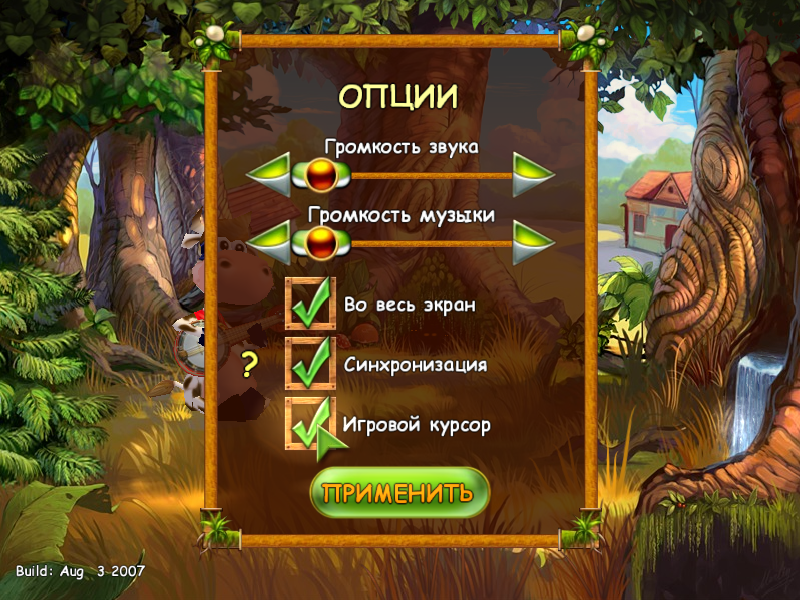 ОПЦИИ
Громкость звука
Громкость музыки
Во весь экран
? Синхронизация
Игровой курсор
ПРИМЕНИТЬ
Build: Aug 3 2007